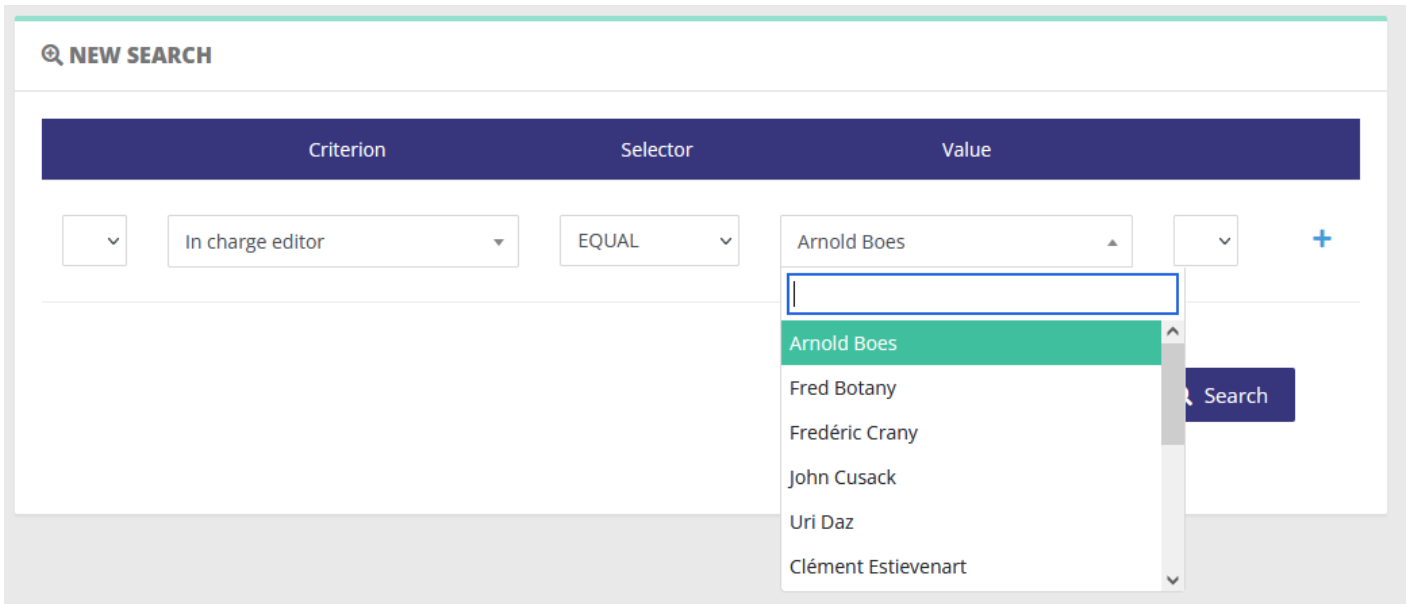 NEW SEARCH
Criterion Selector Value
In charge editor EQUAL Arnold Boes
Arnold Boes
Fred Botany
Search
Fredéric Crany
John Cusack
Uri Daz
Clément Estievenart